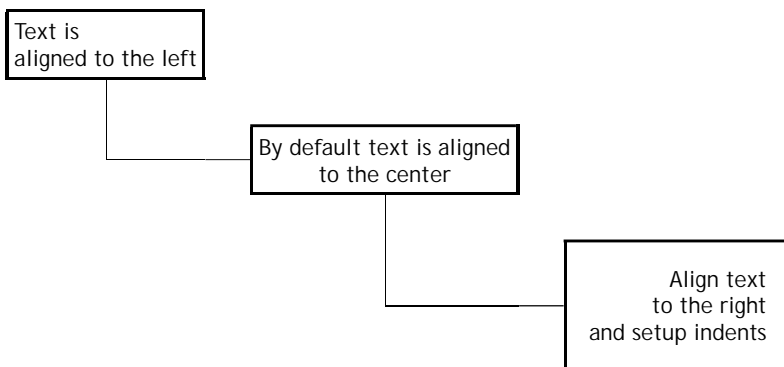 Text is
aligned to the left
By default text is aligned
to the center
Align text
to the right
and setup indents